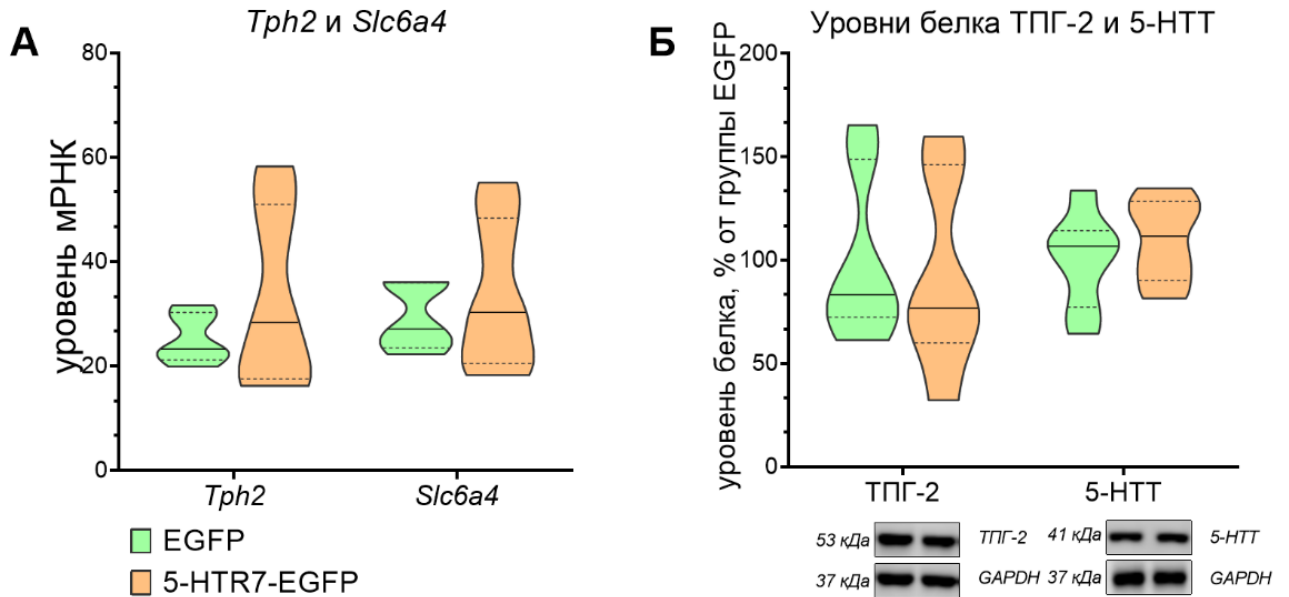 А
Tph2 и Slc6a4
уровень мРНК
80
60
40
20
0
Tph2 Slc6a4
EGFP
5-HTR7-EGFP
Б
Уровни белка ТПГ-2 и 5-НТТ
уровень белка, % от группы EGFP
200
150
100
50
0
ТПГ-2 5-НТТ
53 кДа ТПГ-2 41 кДа 5-НТТ
37 кДа GAPDH 37 кДа GAPDH